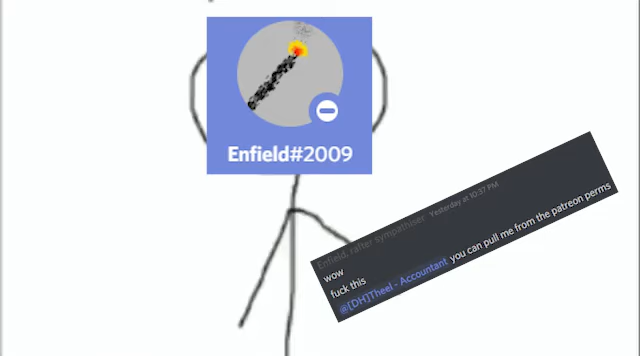 Enfield#2009
Enfield, rafter sympathiser Yesterday at 10:37 PM
wow
fuck this
@[DH]Theel - Accountant you can pull me from the patreon perms